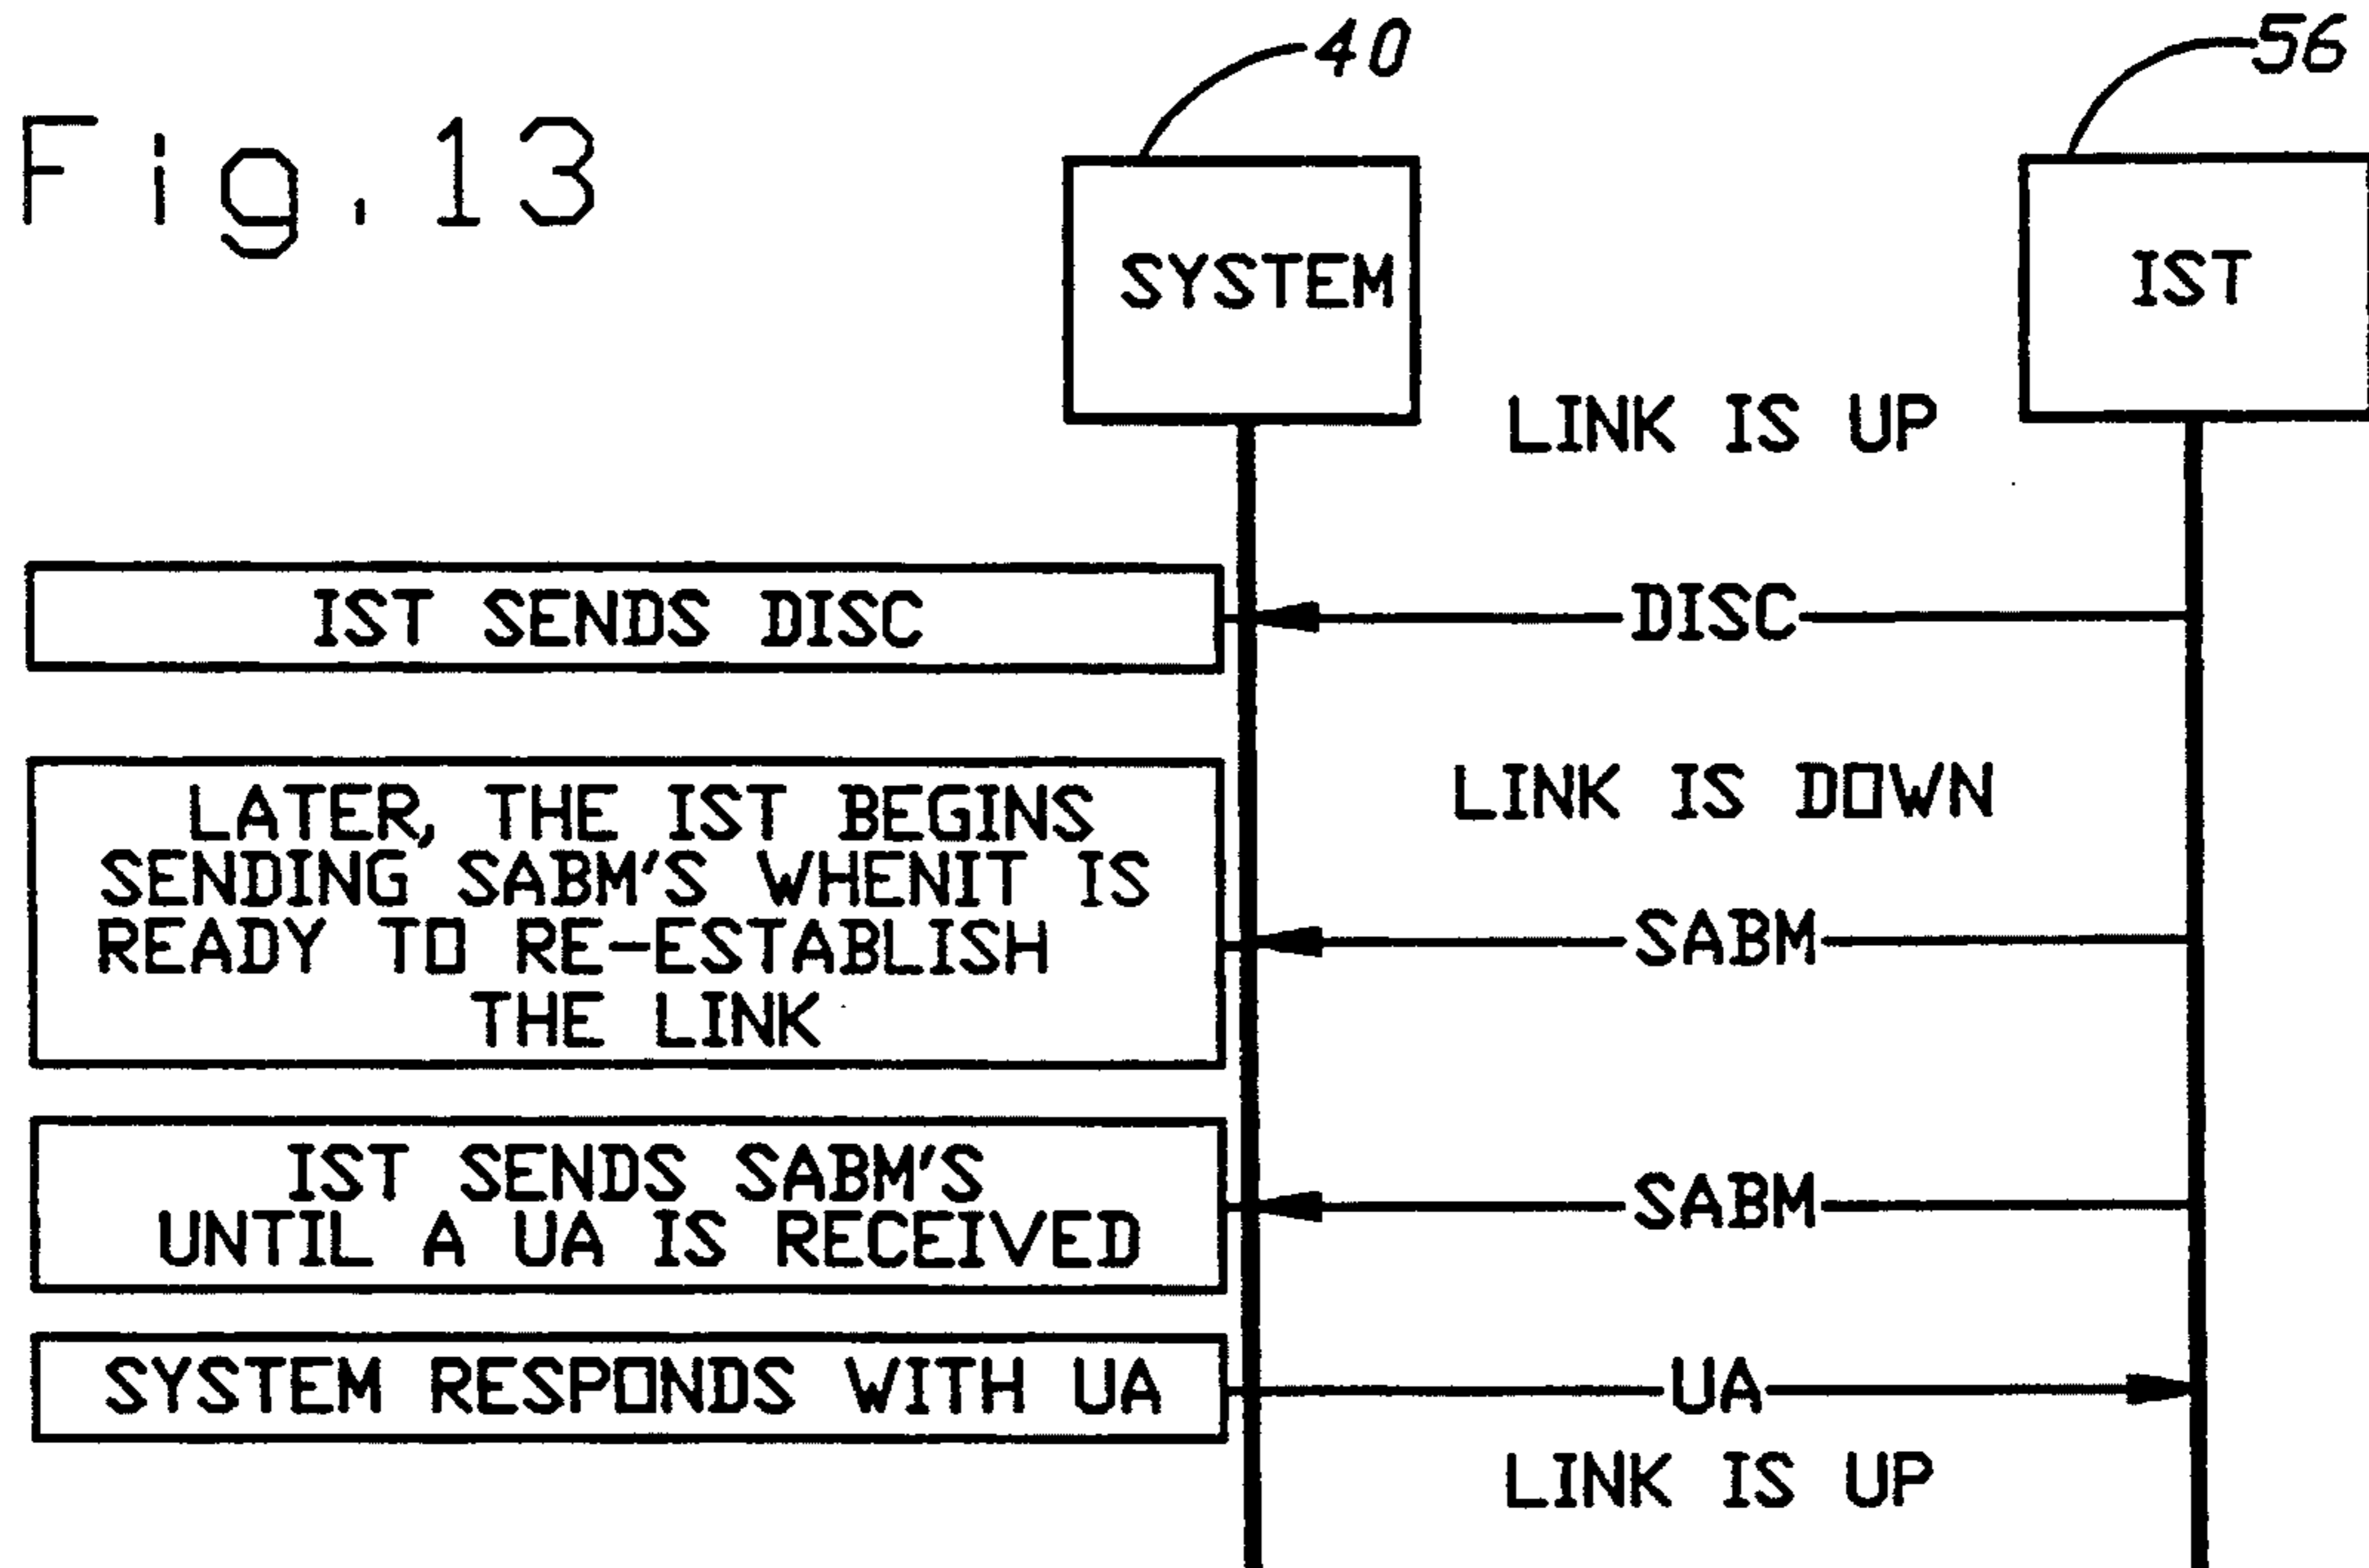 Fig.13
40
56
SYSTEM
IST
LINK IS UP
IST SENDS DISC
DISC
LINK IS DOWN
LATER, THE IST BEGINS
SENDING SABM'S WHENIT IS
READY TO RE-ESTABLISH
THE LINK
SABM
IST SENDS SABM'S
UNTIL A UA IS RECEIVED
SABM
SYSTEM RESPONDS WITH UA
UA
LINK IS UP